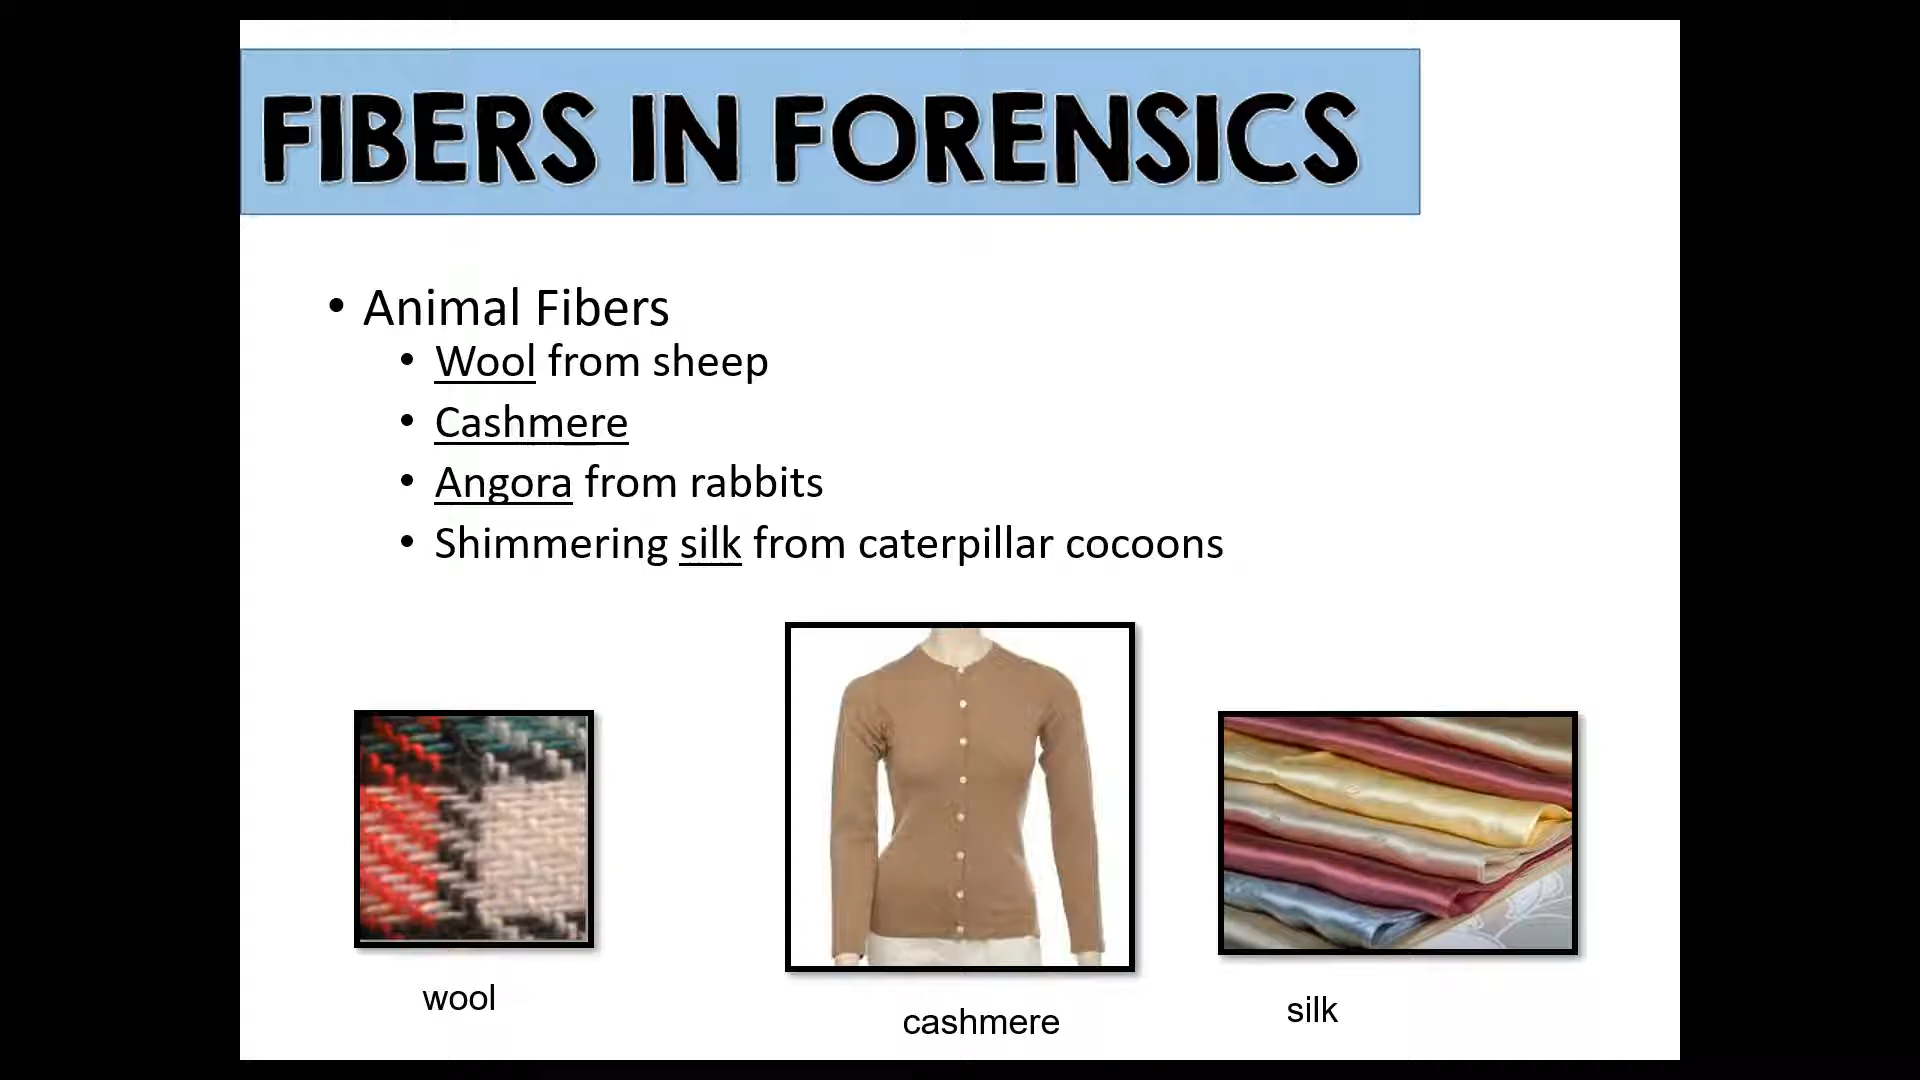 FIBERS IN FORENSICS
• Animal Fibers
• Wool from sheep
• Cashmere
• Angora from rabbits
• Shimmering silk from caterpillar cocoons
wool
cashmere
silk